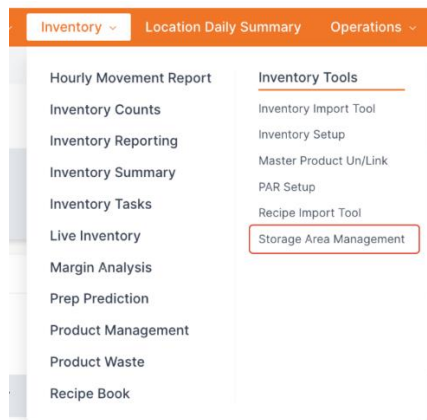 Inventory Location Daily Summary Operations
Hourly Movement Report
Inventory Counts
Inventory Reporting
Inventory Summary
Inventory Tasks
Live Inventory
Margin Analysis
Prep Prediction
Product Management
Product Waste
Recipe Book
Inventory Tools
Inventory Import Tool
Inventory Setup
Master Product Un/Link
PAR Setup
Recipe Import Tool
Storage Area Management